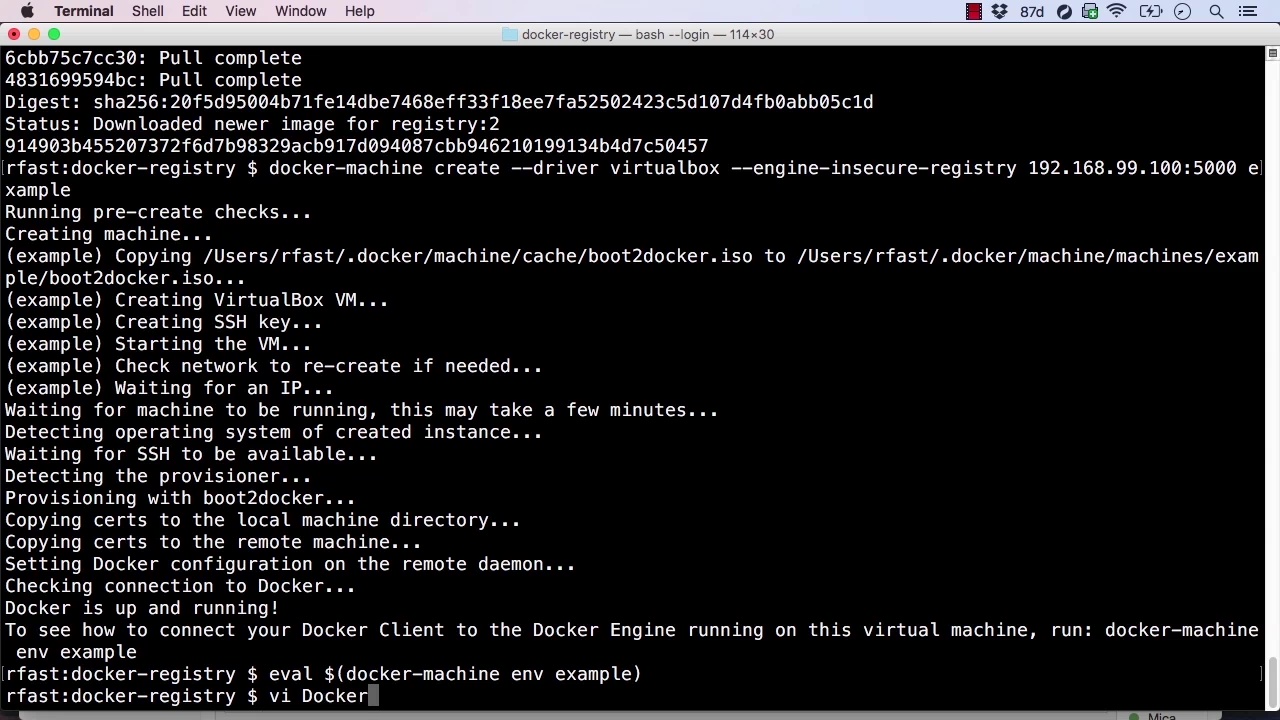 Terminal Shell Edit View Window Help 87d
docker-registry — bash --login — 114×30
6cbb75c7cc30: Pull complete
4831699594bc: Pull complete
Digest: sha256:20f5d95004b71fe14dbe7468eff33f18ee7fa52502423c5d107d4fb0abb05c1d
Status: Downloaded newer image for registry:2
914903b455207372f6d7b98329acb917d094087cbb946210199134b4d7c50457
[rfast:docker-registry $ docker-machine create --driver virtualbox --engine-insecure-registry 192.168.99.100:5000 e]
xample
Running pre-create checks...
Creating machine...
(example) Copying /Users/rfast/.docker/machine/cache/boot2docker.iso to /Users/rfast/.docker/machine/machines/exam
ple/boot2docker.iso...
(example) Creating VirtualBox VM...
(example) Creating SSH key...
(example) Starting the VM...
(example) Check network to re-create if needed...
(example) Waiting for an IP...
Waiting for machine to be running, this may take a few minutes...
Detecting operating system of created instance...
Waiting for SSH to be available...
Detecting the provisioner...
Provisioning with boot2docker...
Copying certs to the local machine directory...
Copying certs to the remote machine...
Setting Docker configuration on the remote daemon...
Checking connection to Docker...
Docker is up and running!
To see how to connect your Docker Client to the Docker Engine running on this virtual machine, run: docker-machine
env example
[rfast:docker-registry $ eval $(docker-machine env example) ]
rfast:docker-registry $ vi Docker
Mica